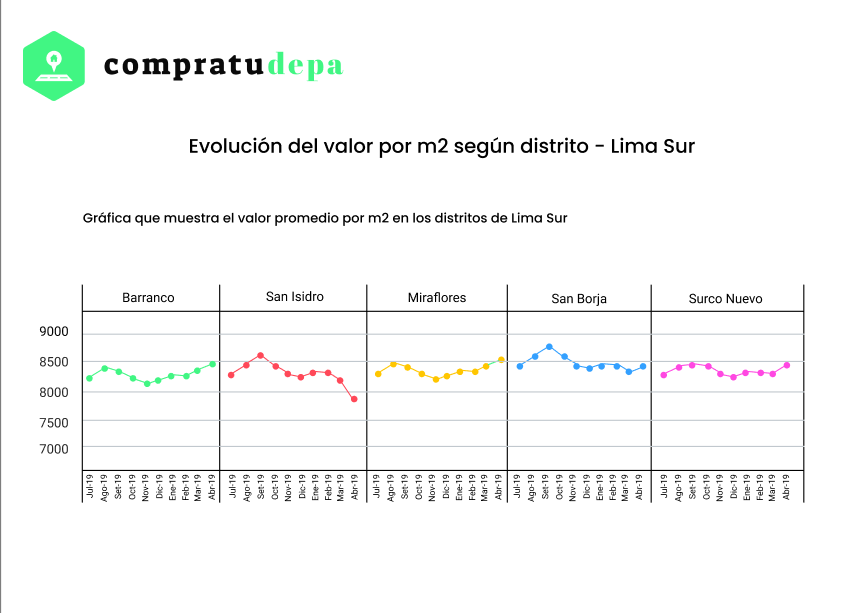 compratudepa
Evolución del valor por m2 según distrito - Lima Sur
Gráfica que muestra el valor promedio por m2 en los distritos de Lima Sur
Barranco San Isidro Miraflores San Borja Surco Nuevo
9000
8500
8000
7500
7000
Jul-19 Ago-19 Set-19 Oct-19 Nov-19 Dic-19 Ene-19 Feb-19 Mar-19 Abr-19
Jul-19 Ago-19 Set-19 Oct-19 Nov-19 Dic-19 Ene-19 Feb-19 Mar-19 Abr-19
Jul-19 Ago-19 Set-19 Oct-19 Nov-19 Dic-19 Ene-19 Feb-19 Mar-19 Abr-19
Jul-19 Ago-19 Set-19 Oct-19 Nov-19 Dic-19 Ene-19 Feb-19 Mar-19 Abr-19
Jul-19 Ago-19 Set-19 Oct-19 Nov-19 Dic-19 Ene-19 Feb-19 Mar-19 Abr-19